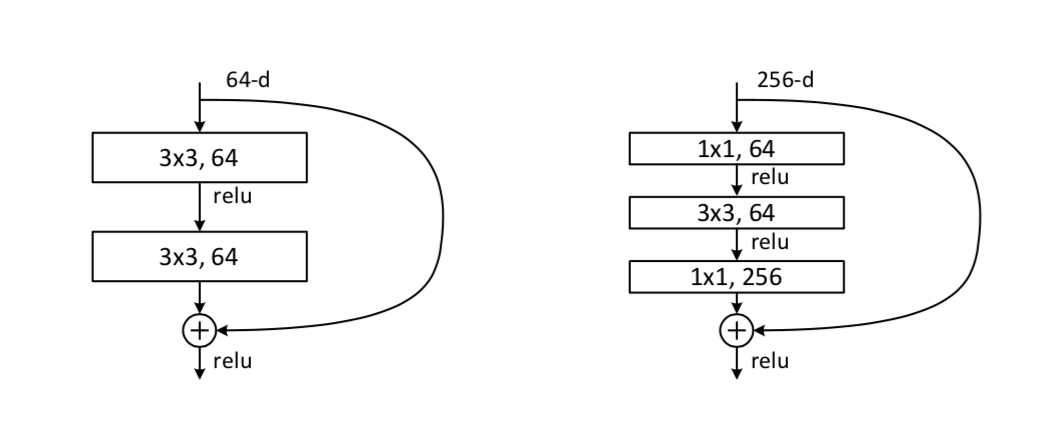 64-d
3x3, 64
relu
3x3, 64
relu
256-d
1x1, 64
relu
3x3, 64
relu
1x1, 256
relu